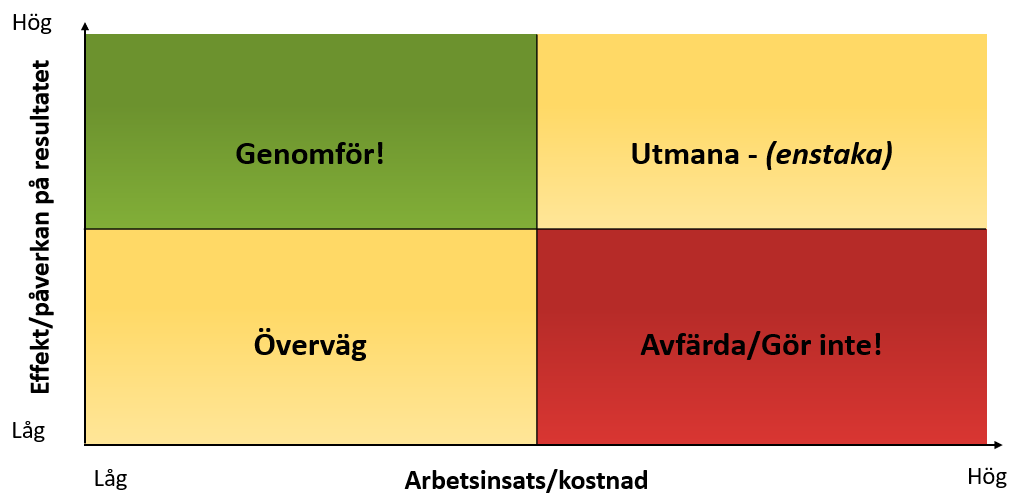 Hög
Effekt/påverkan på resultatet
Genomför!
Utmana - (enstaka)
Överväg
Avfärda/Gör inte!
Låg
Låg
Arbetsinsats/kostnad
Hög